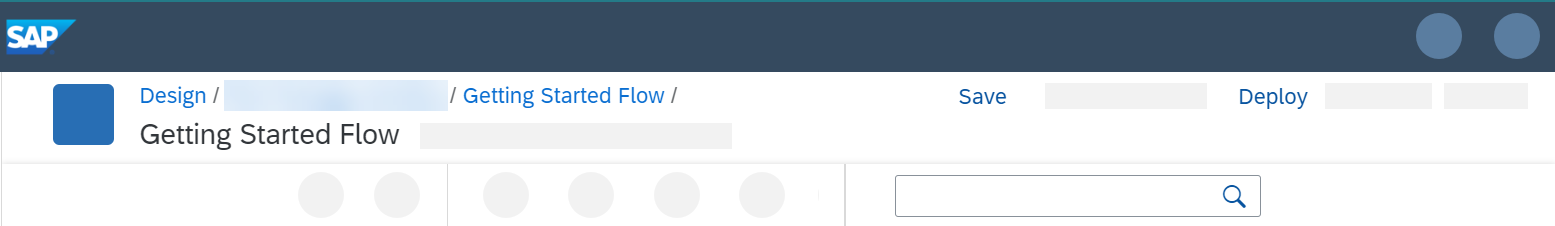 SAP
Design / / Getting Started Flow /
Save
Deploy
Getting Started Flow